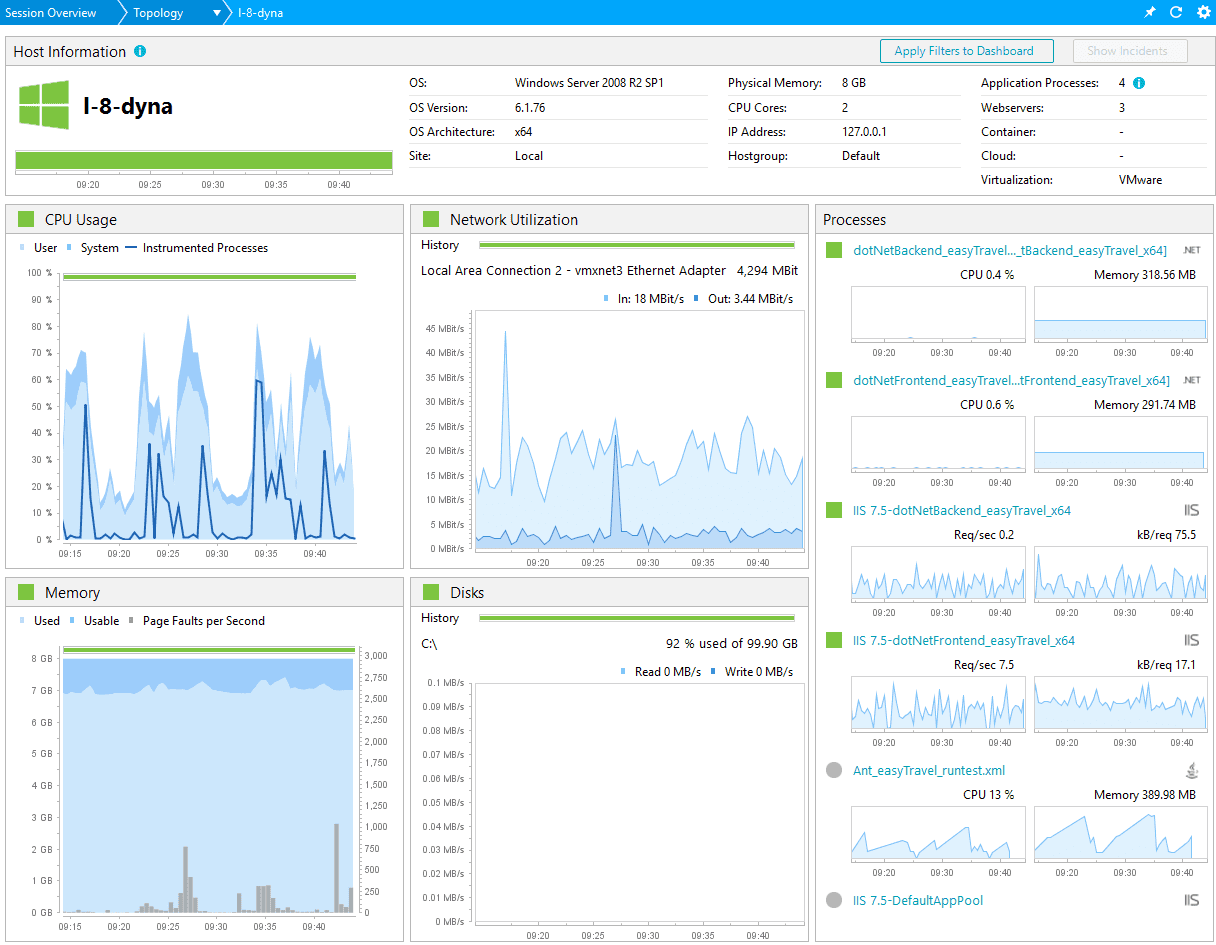 Session Overview Topology l-8-dyna
Host Information
Apply Filters to Dashboard Show Incidents
l-8-dyna
09:20 09:25 09:30 09:35 09:40
OS: Windows Server 2008 R2 SP1
OS Version: 6.1.76
OS Architecture: x64
Site: Local
Physical Memory: 8 GB
CPU Cores: 2
IP Address: 127.0.0.1
Hostgroup: Default
Application Processes: 4
Webservers: 3
Container: -
Cloud: -
Virtualization: VMware
CPU Usage
User System Instrumented Processes
100 %
90 %
80 %
70 %
60 %
50 %
40 %
30 %
20 %
10 %
0 %
09:15 09:20 09:25 09:30 09:35 09:40
Network Utilization
History
Local Area Connection 2 - vmxnet3 Ethernet Adapter 4,294 MBit
In: 18 MBit/s Out: 3.44 MBit/s
45 MBit/s
40 MBit/s
35 MBit/s
30 MBit/s
25 MBit/s
20 MBit/s
15 MBit/s
10 MBit/s
5 MBit/s
0 MBit/s
09:20 09:25 09:30 09:35 09:40
Memory
Used Usable Page Faults per Second
8 GB
7 GB
6 GB
5 GB
4 GB
3 GB
2 GB
1 GB
0 GB
3,000
2,750
2,500
2,250
2,000
1,750
1,500
1,250
1,000
750
500
250
0
09:15 09:20 09:25 09:30 09:35 09:40
Disks
History
C:\ 92 % used of 99.90 GB
Read 0 MB/s Write 0 MB/s
0.1 MB/s
0.09 MB/s
0.08 MB/s
0.07 MB/s
0.06 MB/s
0.05 MB/s
0.04 MB/s
0.03 MB/s
0.02 MB/s
0.01 MB/s
0 MB/s
09:20 09:25 09:30 09:35 09:40
Processes
dotNetBackend_easyTravel..._tBackend_easyTravel_x64] .NET
CPU 0.4 % Memory 318.56 MB
09:20 09:30 09:40 09:20 09:30 09:40
dotNetFrontend_easyTravel...tFrontend_easyTravel_x64] .NET
CPU 0.6 % Memory 291.74 MB
09:20 09:30 09:40 09:20 09:30 09:40
IIS 7.5-dotNetBackend_easyTravel_x64 IIS
Req/sec 0.2 kB/req 75.5
09:20 09:30 09:40 09:20 09:30 09:40
IIS 7.5-dotNetFrontend_easyTravel_x64 IIS
Req/sec 7.5 kB/req 17.1
09:20 09:30 09:40 09:20 09:30 09:40
Ant_easyTravel_runtest.xml
CPU 13 % Memory 389.98 MB
09:20 09:30 09:40 09:20 09:30 09:40
IIS 7.5-DefaultAppPool IIS